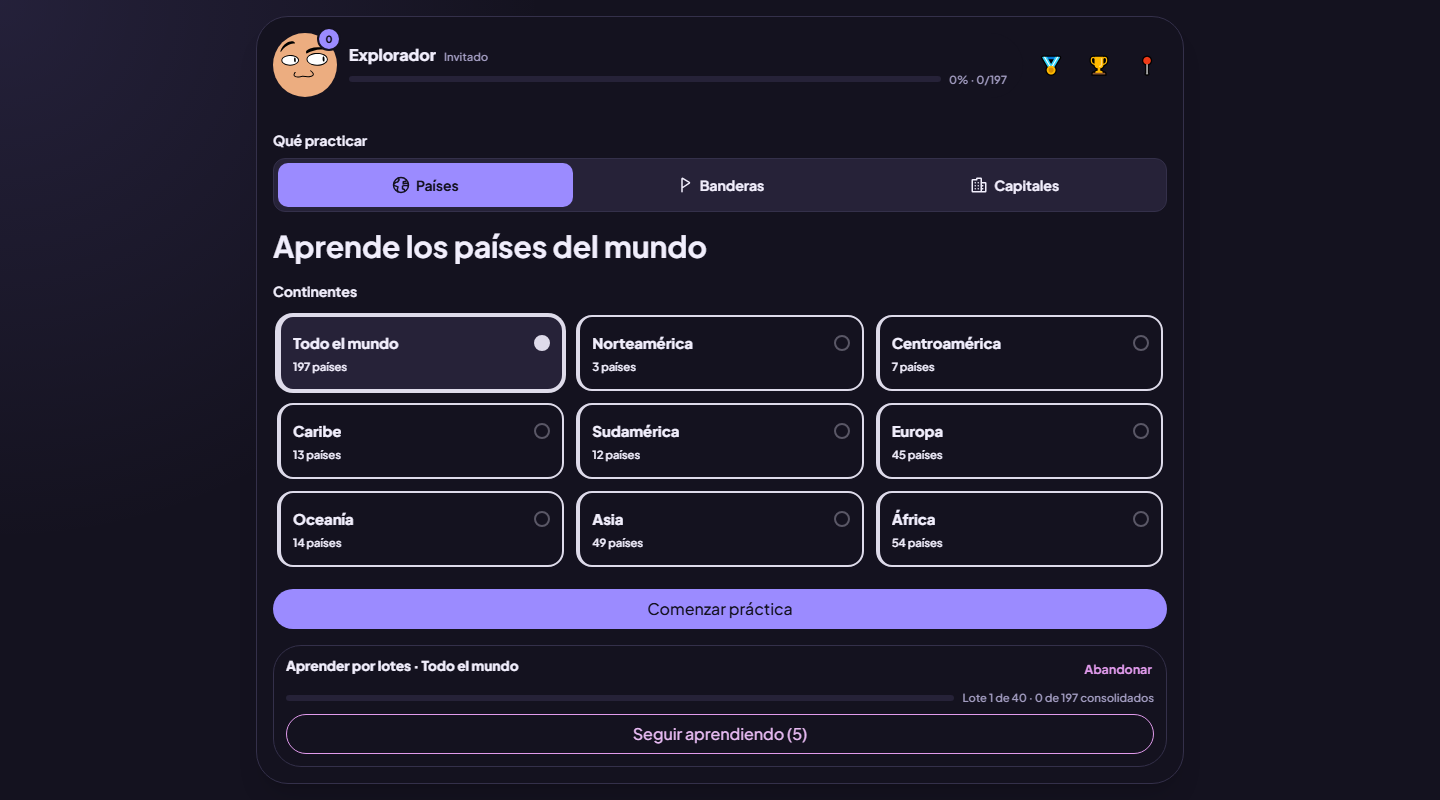 0
Explorador Invitado
0% · 0/197
Qué practicar
Países
Banderas
Capitales
Aprende los países del mundo
Continentes
Todo el mundo
197 países
Norteamérica
3 países
Centroamérica
7 países
Caribe
13 países
Sudamérica
12 países
Europa
45 países
Oceanía
14 países
Asia
49 países
África
54 países
Comenzar práctica
Aprender por lotes · Todo el mundo
Abandonar
Lote 1 de 40 · 0 de 197 consolidados
Seguir aprendiendo (5)